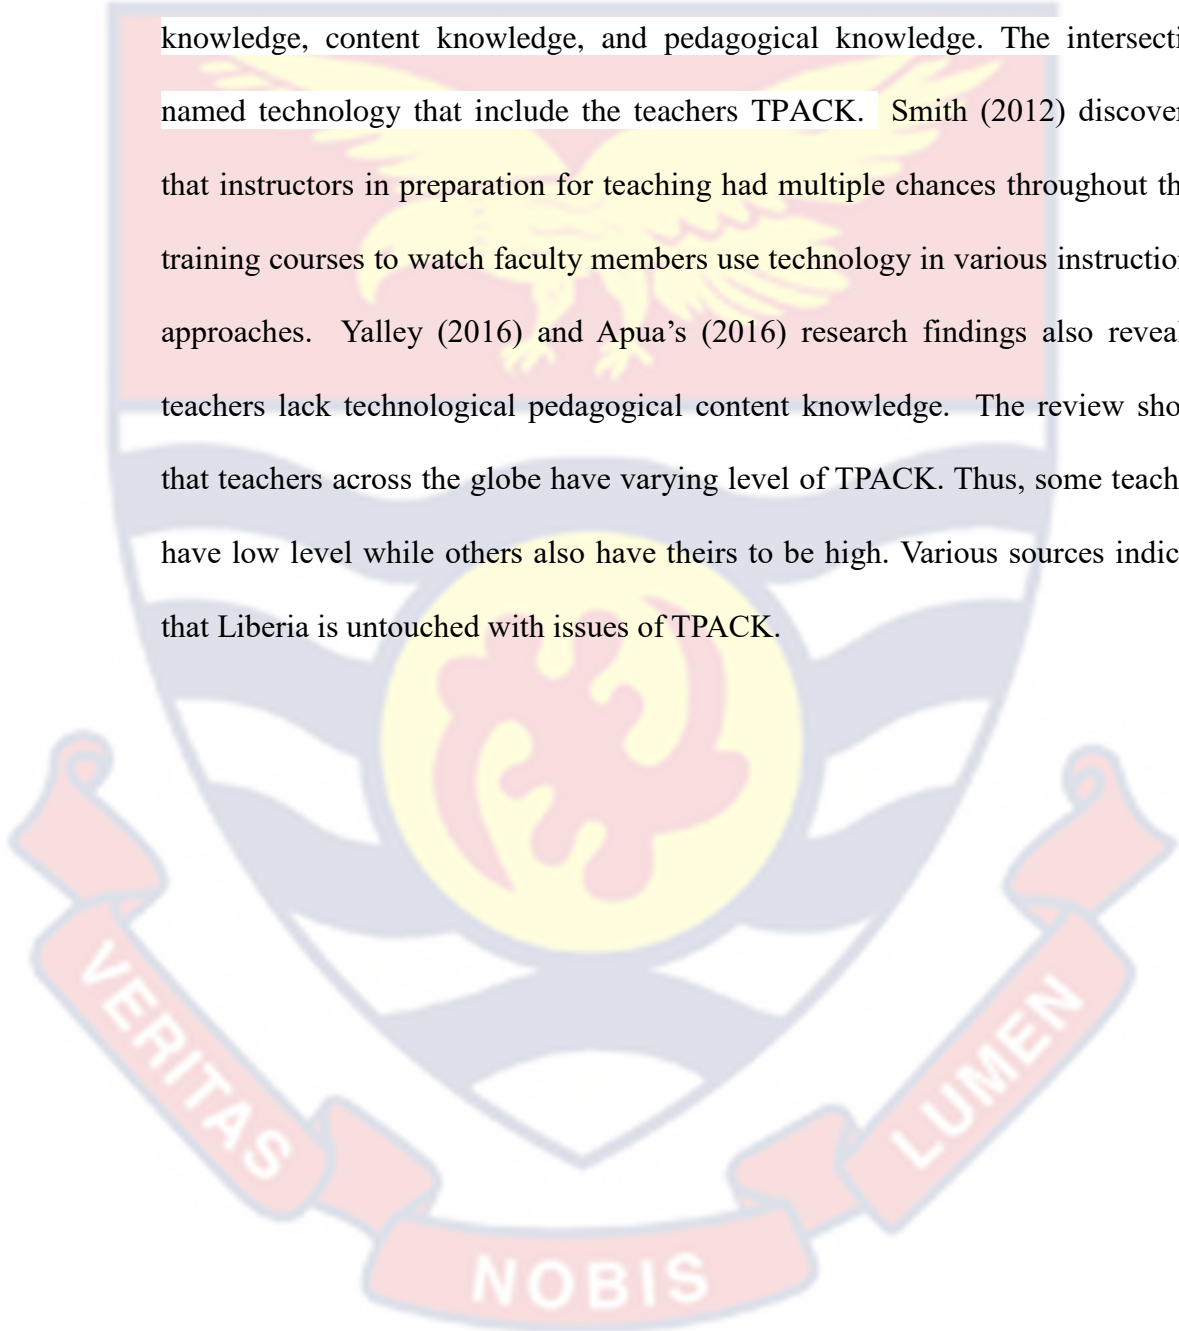 knowledge, content knowledge, and pedagogical knowledge. The intersecti
named technology that include the teachers TPACK. Smith (2012) discover
that instructors in preparation for teaching had multiple chances throughout th
training courses to watch faculty members use technology in various instruction
approaches. Yalley (2016) and Apua’s (2016) research findings also reveal
teachers lack technological pedagogical content knowledge. The review sho
that teachers across the globe have varying level of TPACK. Thus, some teach
have low level while others also have theirs to be high. Various sources indic
that Liberia is untouched with issues of TPACK.
VERITAS
NOBIS
LUMEN